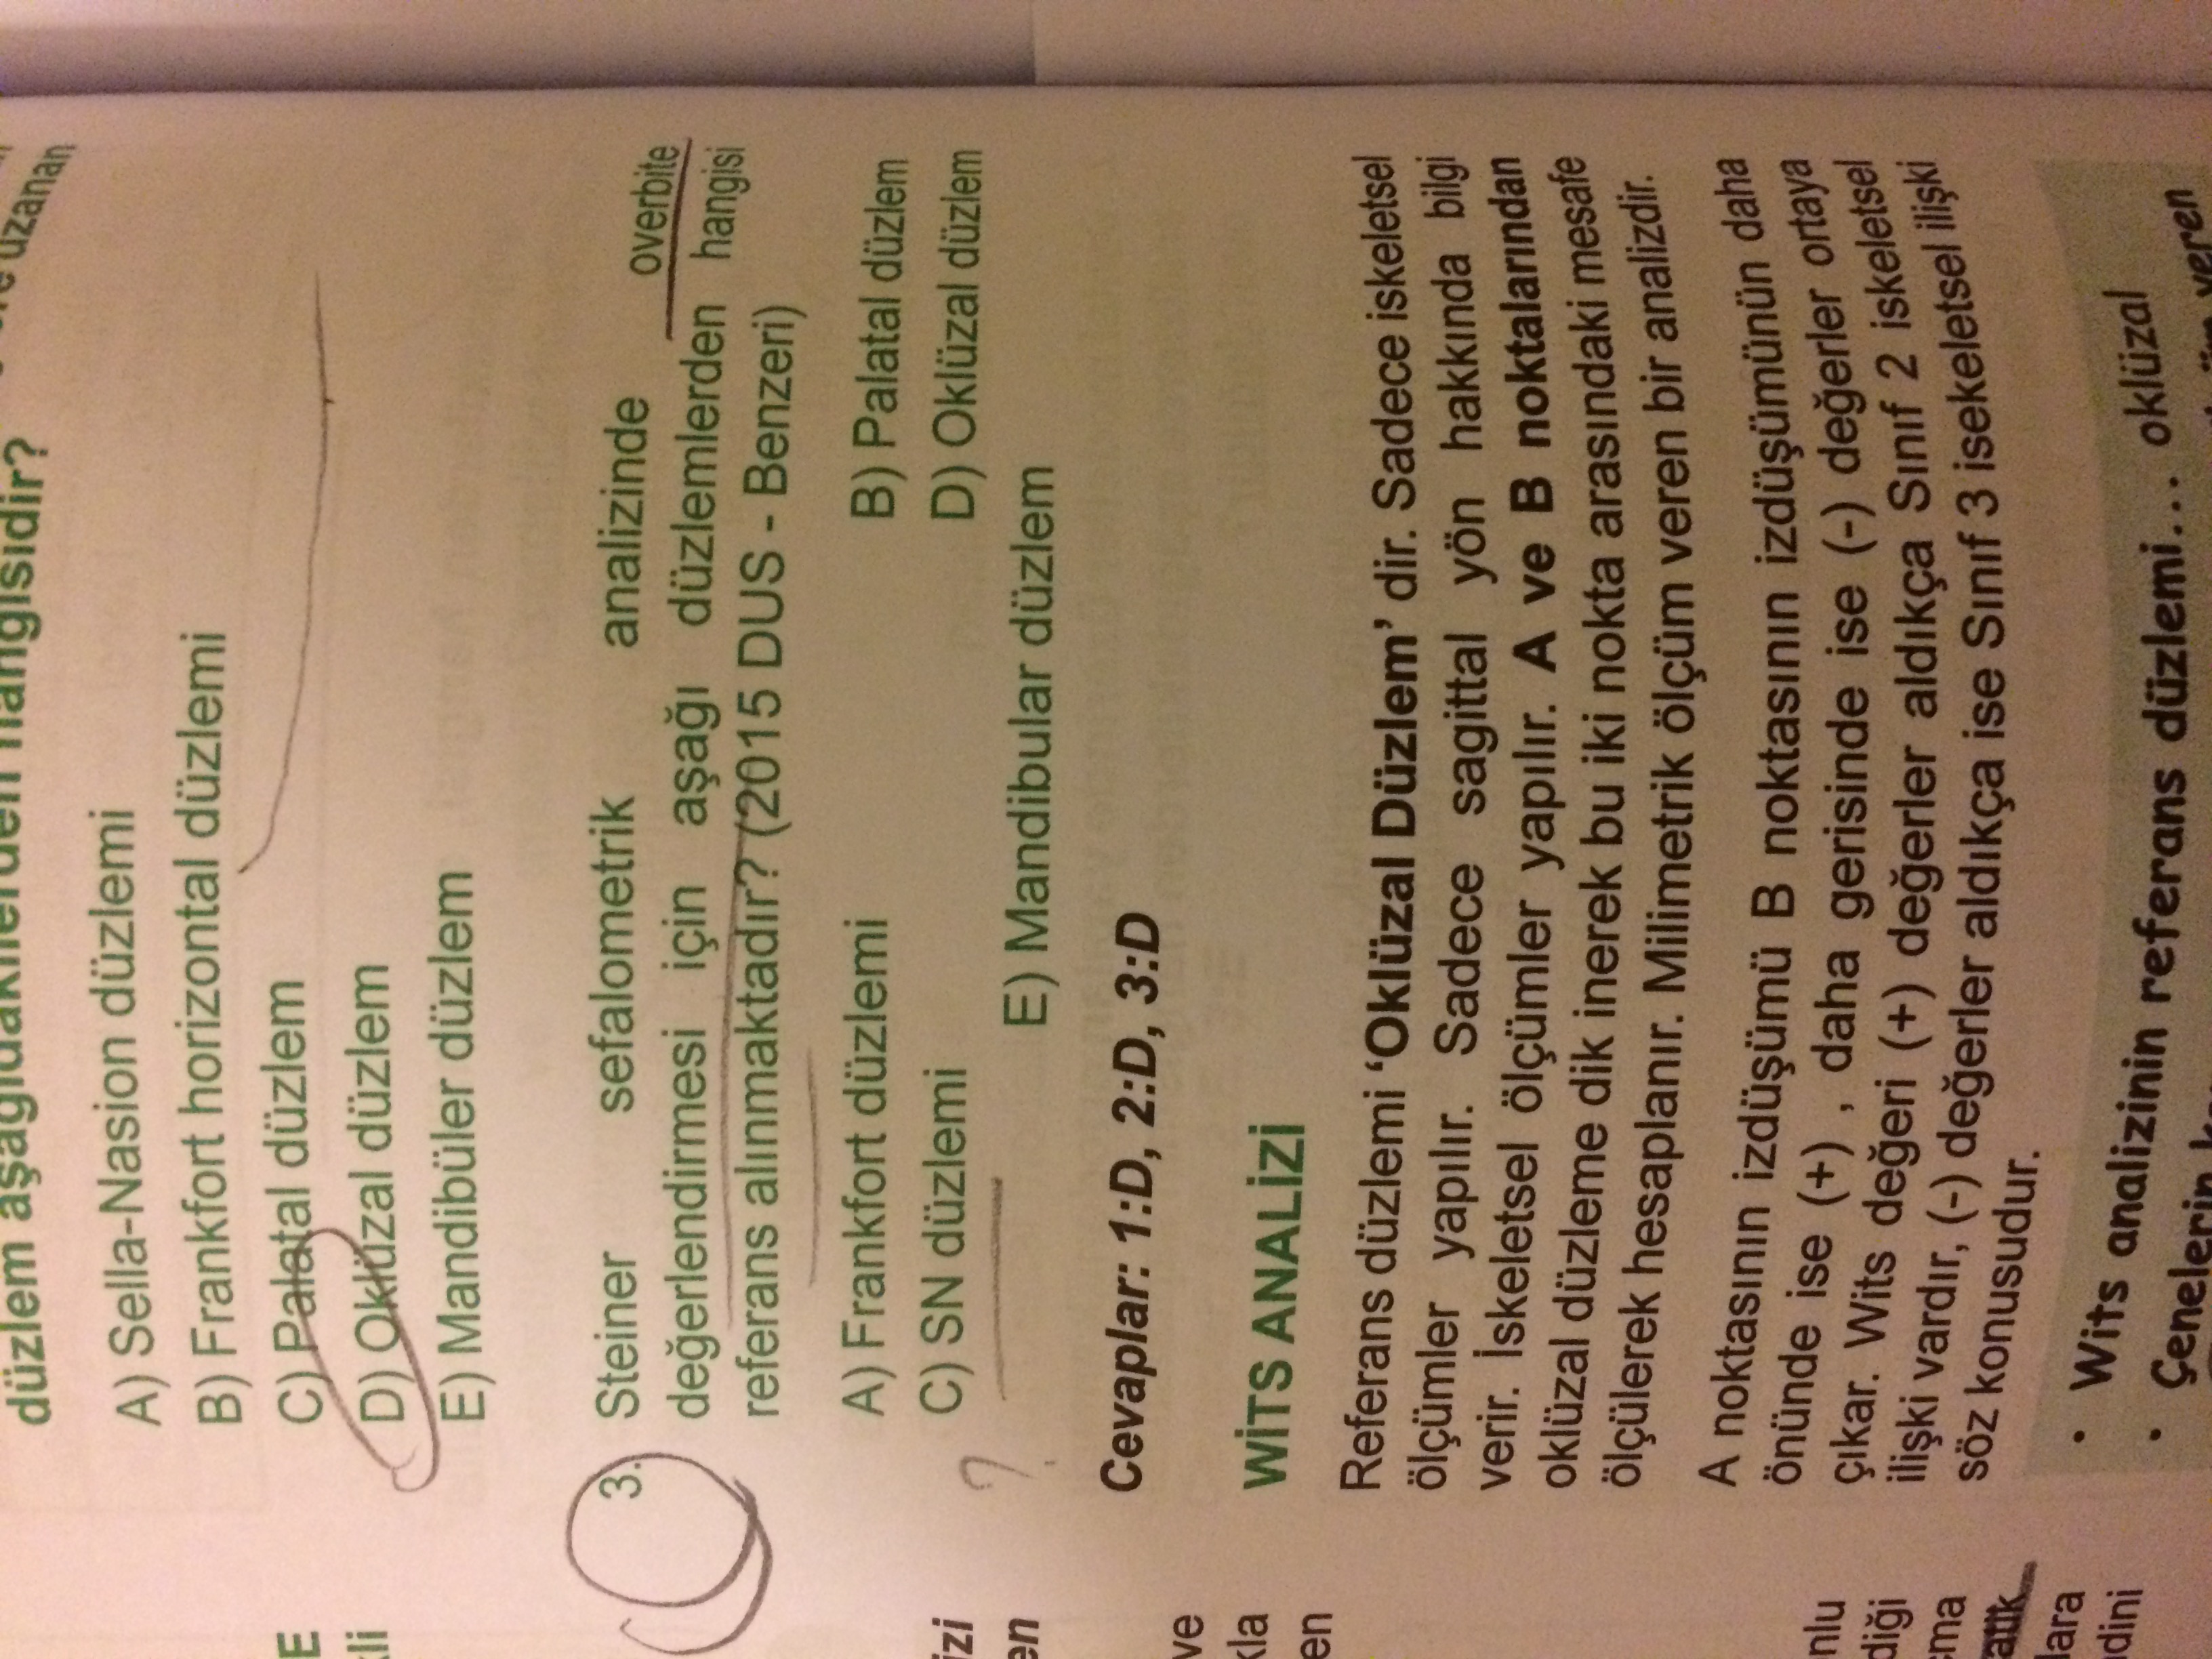 düzlem aşağıdakilerden hangisidir?
A) Sella-Nasion düzlemi
B) Frankfort horizontal düzlemi
C) Palatal düzlem
D) Oklüzal düzlem
E) Mandibüler düzlem
3. Steiner sefalometrik analizinde overbite
değerlendirmesi için aşağı düzlemlerden hangisi
referans alınmaktadır? (2015 DUS - Benzeri)
A) Frankfort düzlemi B) Palatal düzlem
C) SN düzlemi D) Oklüzal düzlem
E) Mandibular düzlem
?
Cevaplar: 1:D, 2:D, 3:D
WİTS ANALİZİ
Referans düzlemi ‘Oklüzal Düzlem’ dir. Sadece iskeletsel
ölçümler yapılır. Sadece sagittal yön hakkında bilgi
verir. İskeletsel ölçümler yapılır. A ve B noktalarından
oklüzal düzleme dik inerek bu iki nokta arasındaki mesafe
ölçülerek hesaplanır. Milimetrik ölçüm veren bir analizdir.
A noktasının izdüşümü B noktasının izdüşümünün daha
önünde ise (+) , daha gerisinde ise (-) değerler ortaya
çıkar. Wits değeri (+) değerler aldıkça Sınıf 2 iskeletsel
ilişki vardır, (-) değerler aldıkça ise Sınıf 3 isekeletsel ilişki
söz konusudur.
• Wits analizinin referans düzlemi... oklüzal
• Çenelerin
veren